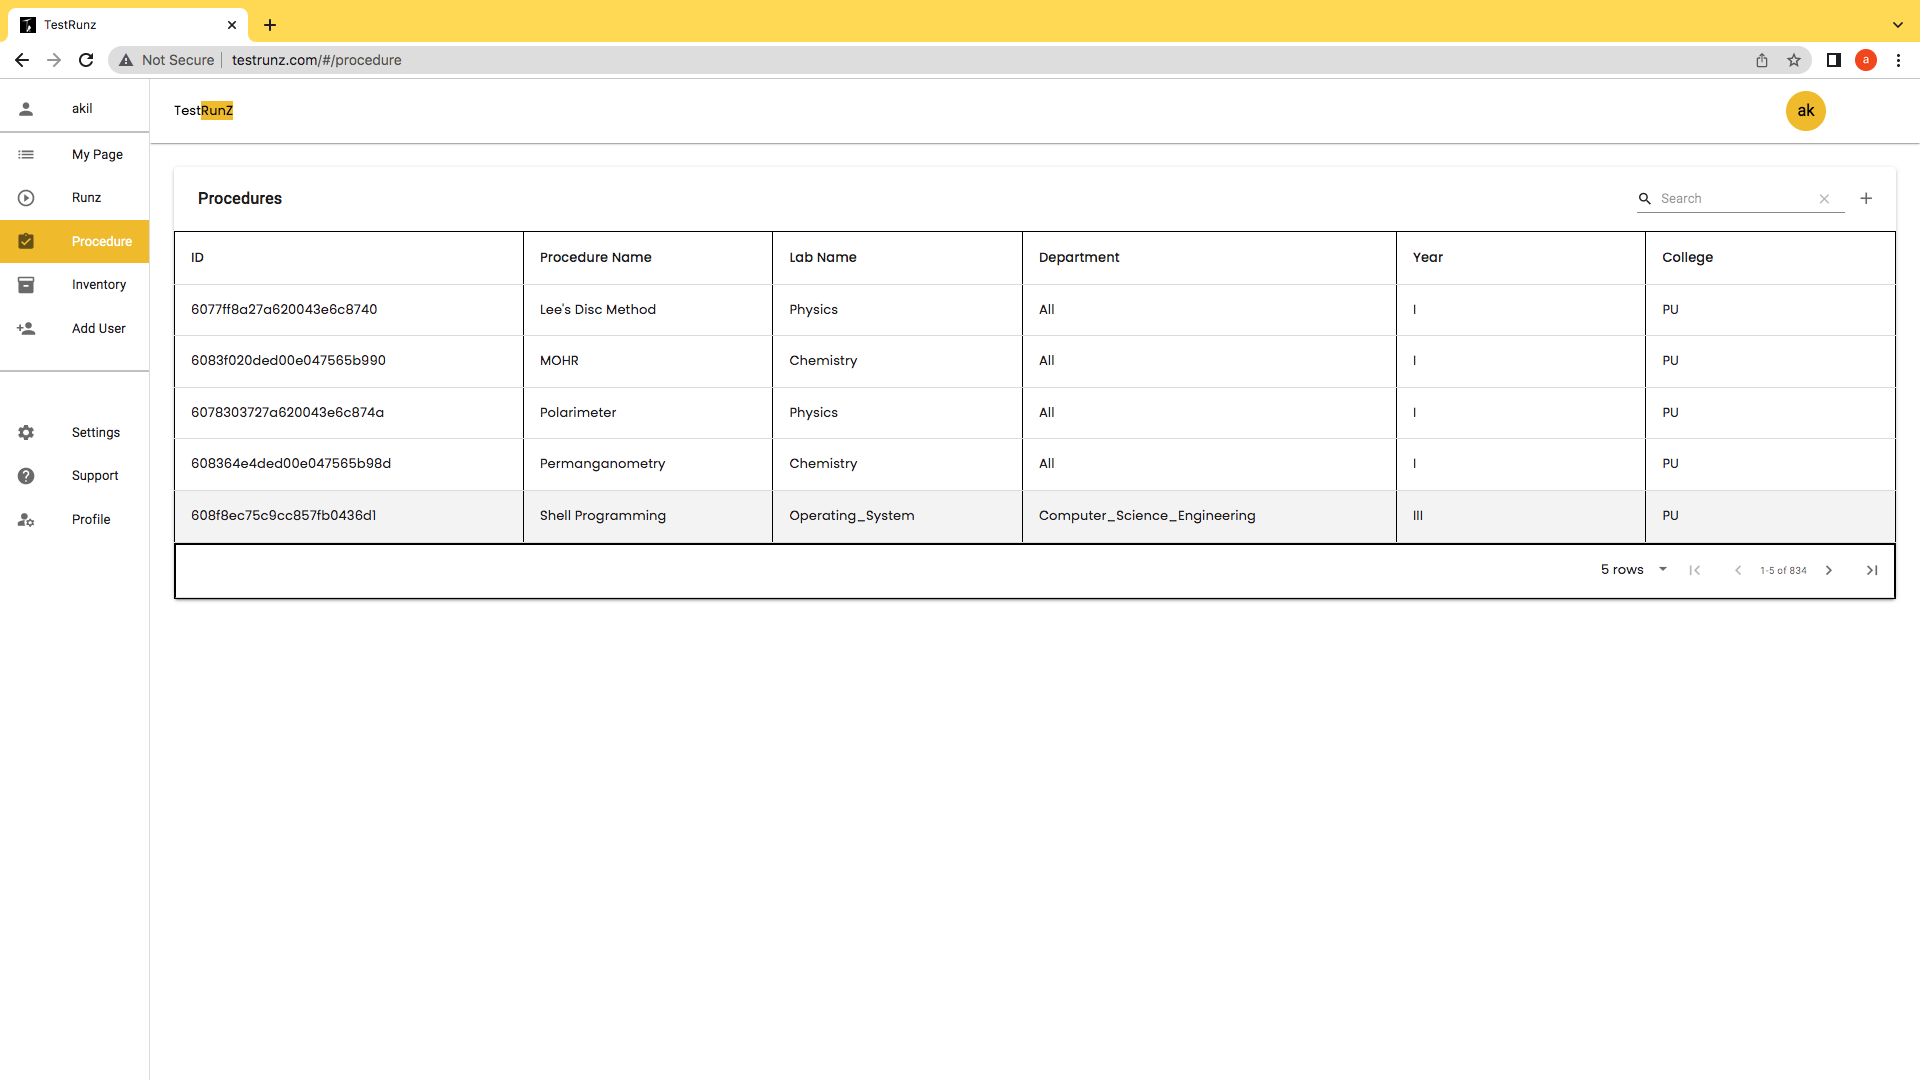 TestRunz
Not Secure testrunz.com/#/procedure a
akil
TestRunZ
ak
My Page
Runz
Procedure
Inventory
Add User
Settings
Support
Profile
Procedures
Search
ID Procedure Name Lab Name Department Year College
6077ff8a27a620043e6c8740 Lee's Disc Method Physics All I PU
6083f020ded00e047565b990 MOHR Chemistry All I PU
6078303727a620043e6c874a Polarimeter Physics All I PU
608364e4ded00e047565b98d Permanganometry Chemistry All I PU
608f8ec75c9cc857fb0436d1 Shell Programming Operating_System Computer_Science_Engineering III PU
5 rows 1-5 of 834